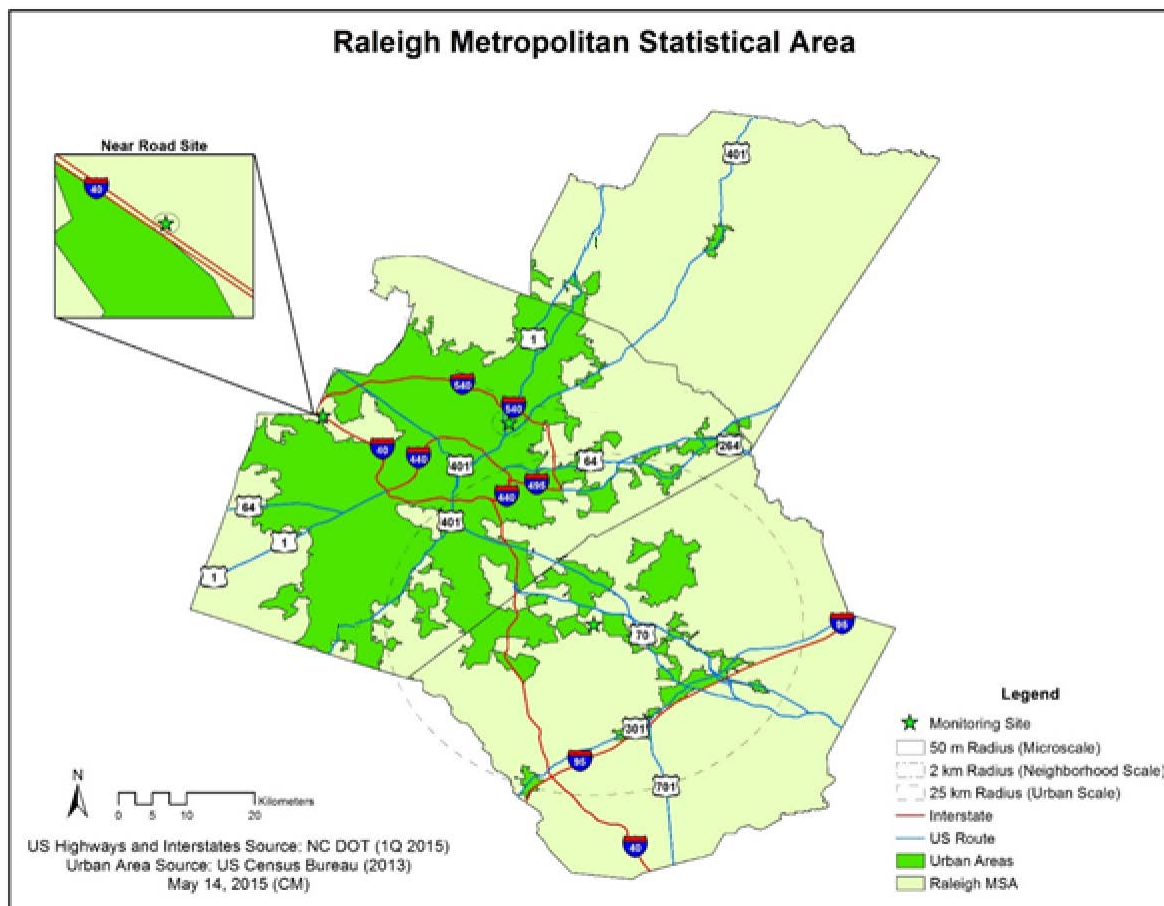 Raleigh Metropolitan Statistical Area
Near Road Site
40
401
1
540
540
40
440
401
64
264
495
440
64
401
1
1
95
70
301
95
701
40
Legend
Monitoring Site
50 m Radius (Microscale)
2 km Radius (Neighborhood Scale)
25 km Radius (Urban Scale)
Interstate
US Route
Urban Areas
Raleigh MSA
N
Kilometers
0 5 10 20
US Highways and Interstates Source: NC DOT (1Q 2015)
Urban Area Source: US Census Bureau (2013)
May 14, 2015 (CM)